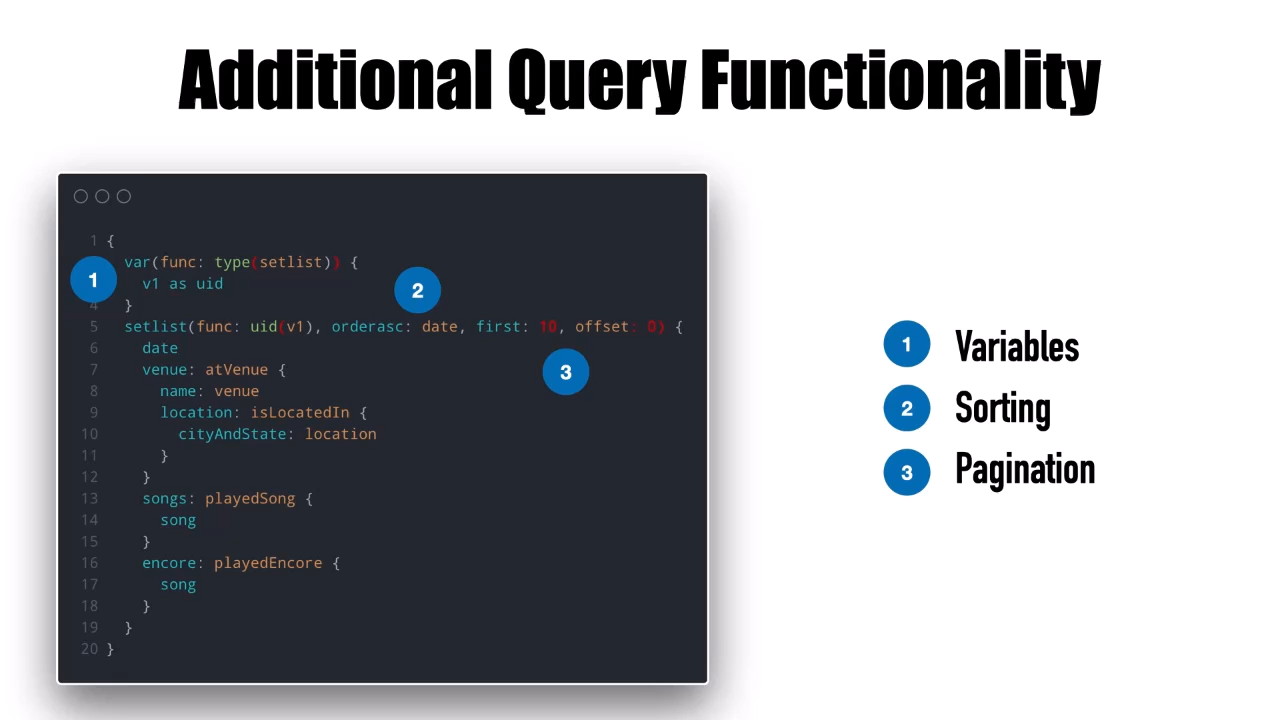 Additional Query Functionality
1 {
var(func: type(setlist)) {
1 v1 as uid
2
4 }
5 setlist(func: uid(v1), orderasc: date, first: 10, offset: 0) {
6 date
7 venue: atVenue {
3
8 name: venue
9 location: isLocatedIn {
10 cityAndState: location
11 }
12 }
13 songs: playedSong {
14 song
15 }
16 encore: playedEncore {
17 song
18 }
19 }
20 }
1 Variables
2 Sorting
3 Pagination